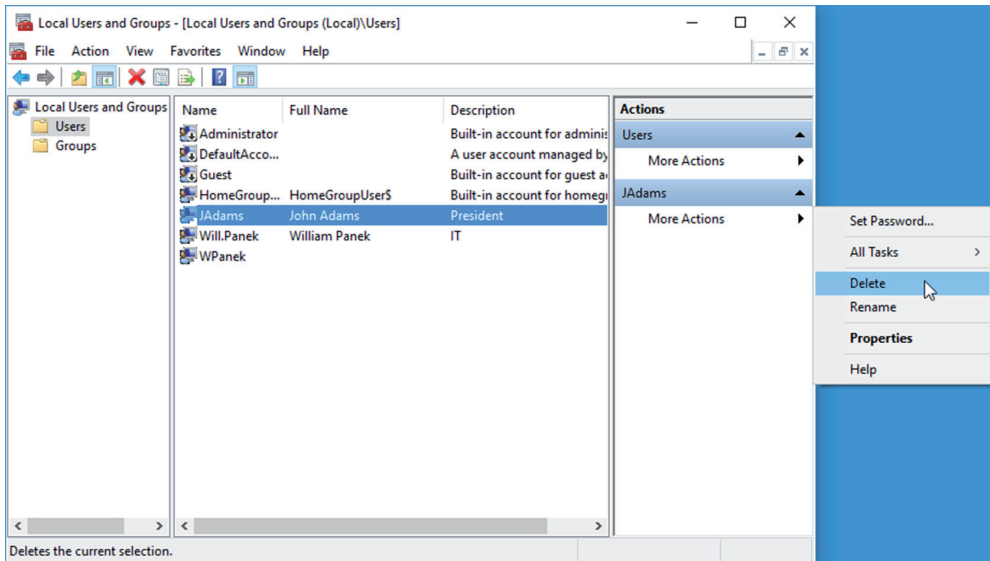 Local Users and Groups - [Local Users and Groups (Local)\Users]
File Action View Favorites Window Help
Local Users and Groups
Users
Groups
Name Full Name Description
Administrator Built-in account for adminis
DefaultAcco... A user account managed by
Guest Built-in account for guest a
HomeGroup... HomeGroupUser$ Built-in account for homegr
JAdams John Adams President
Will.Panek William Panek IT
WPanek
Actions
Users
More Actions
JAdams
More Actions
Set Password...
All Tasks
Delete
Rename
Properties
Help
Deletes the current selection.